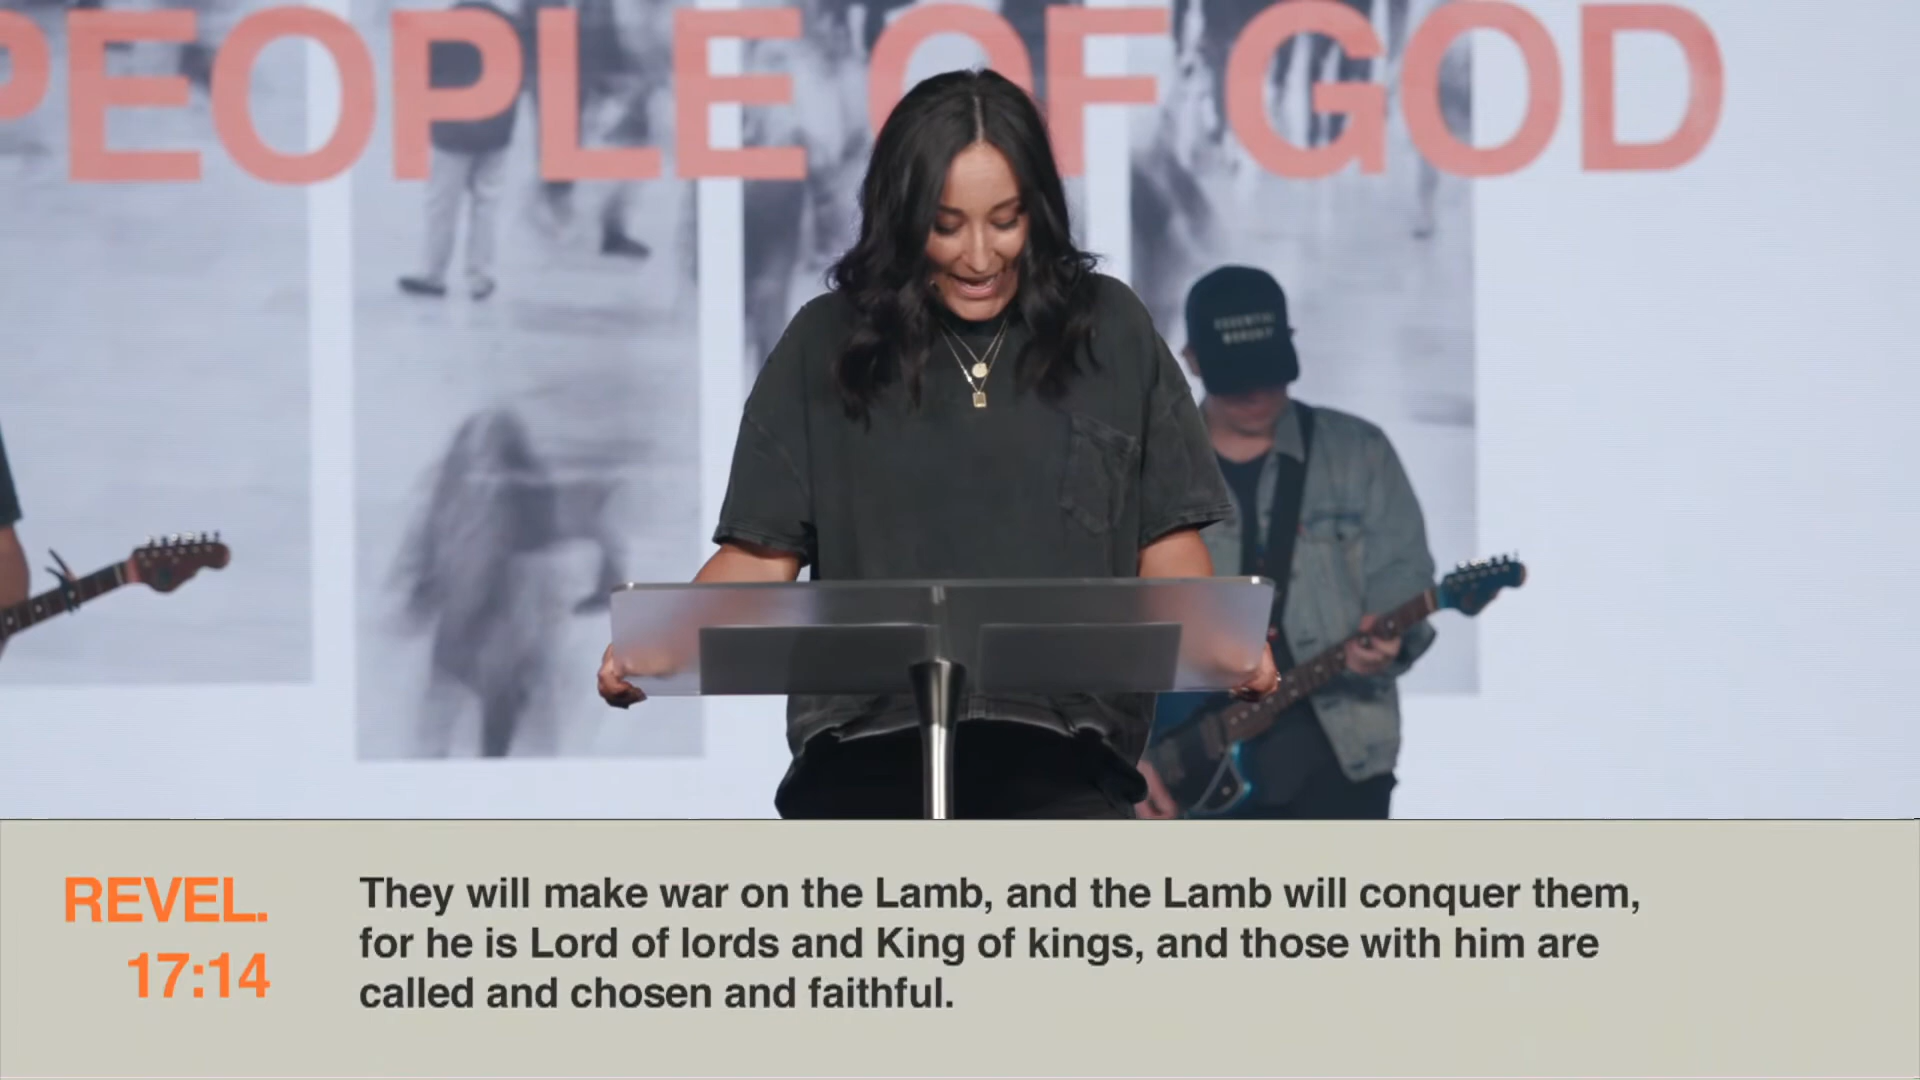 PEOPLE OF GOD
ESSENTIAL
WORSHIP
REVEL.
17:14
They will make war on the Lamb, and the Lamb will conquer them,
for he is Lord of lords and King of kings, and those with him are
called and chosen and faithful.